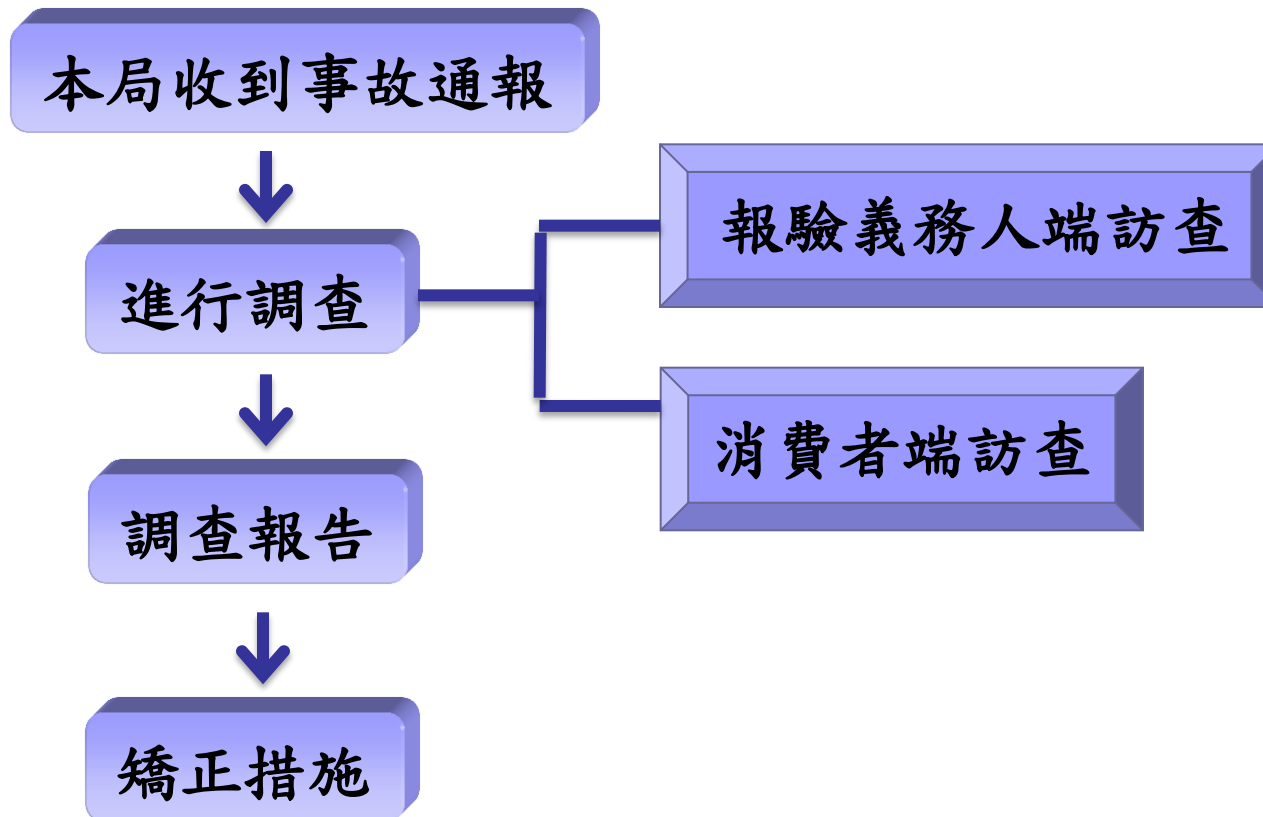 本局收到事故通報
進行調查
報驗義務人端訪查
消費者端訪查
調查報告
矯正措施